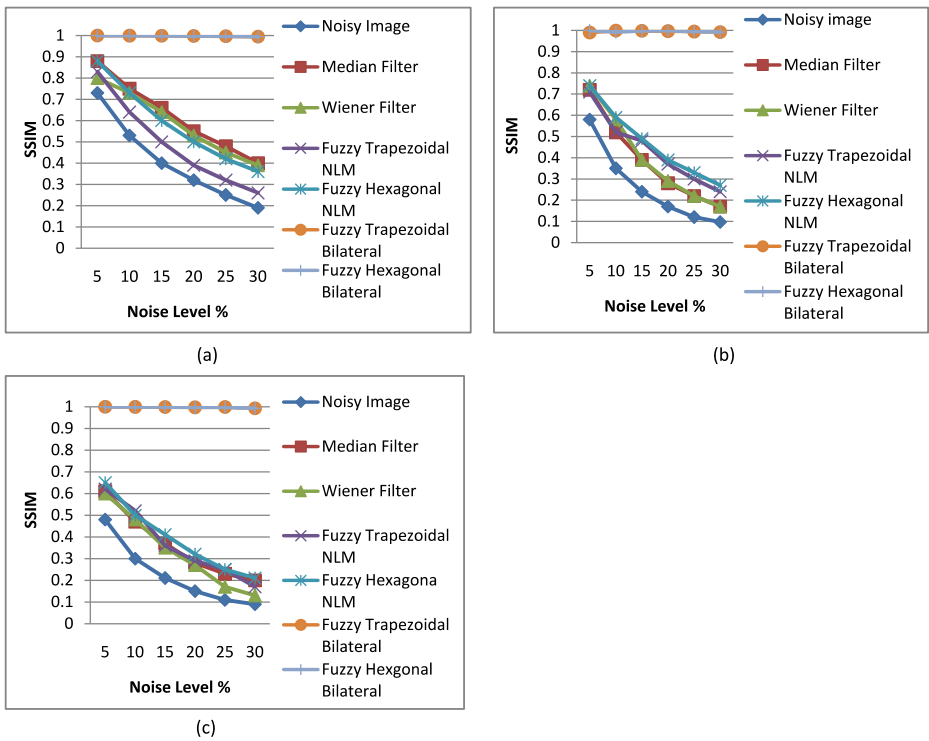 1
0.9
0.8
0.7
0.6
0.5
0.4
0.3
0.2
0.1
0
SSIM
5 10 15 20 25 30
Noise Level %
Noisy Image
Median Filter
Wiener Filter
Fuzzy Trapezoidal
NLM
Fuzzy Hexagonal
NLM
Fuzzy Trapezoidal
Bilateral
Fuzzy Hexagonal
Bilateral
(a)
1
0.9
0.8
0.7
0.6
0.5
0.4
0.3
0.2
0.1
0
SSIM
5 10 15 20 25 30
Noise Level %
Noisy image
Median Filter
Wiener Filter
Fuzzy Trapezoidal
NLM
Fuzzy Hexagonal
NLM
Fuzzy Trapezoidal
Bilateral
Fuzzy Hexagonal
Bilateral
(b)
1
0.9
0.8
0.7
0.6
0.5
0.4
0.3
0.2
0.1
0
SSIM
5 10 15 20 25 30
Noise Level %
Noisy Image
Median Filter
Wiener Filter
Fuzzy Trapezoidal
NLM
Fuzzy Hexagona
NLM
Fuzzy Trapezoidal
Bilateral
Fuzzy Hexgonal
Bilateral
(c)